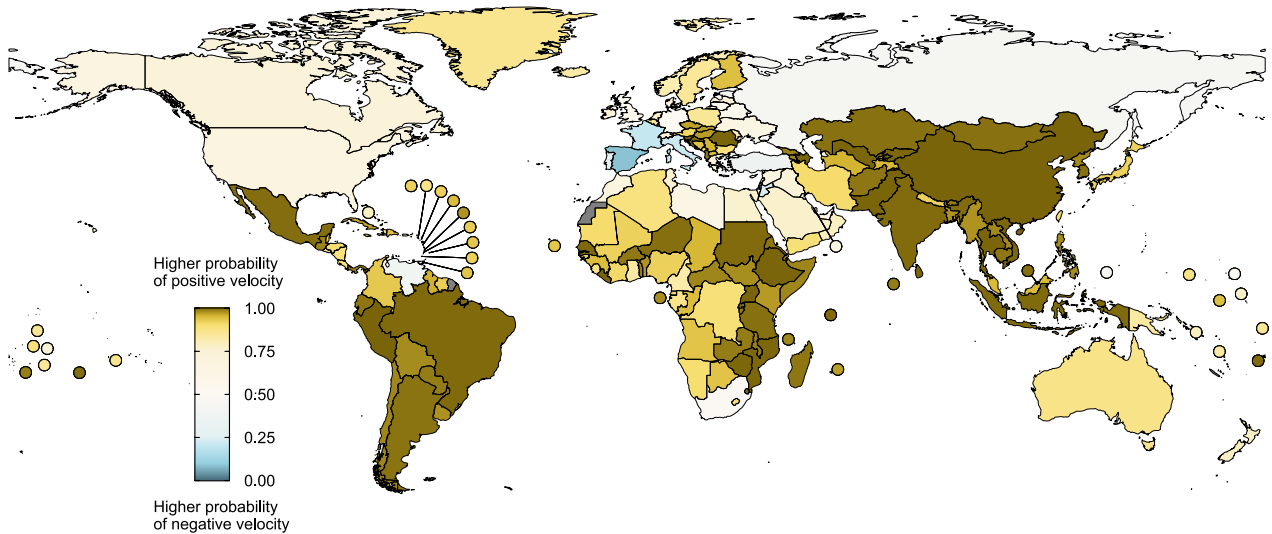 Higher probability
of positive velocity
1.00
0.75
0.50
0.25
0.00
Higher probability
of negative velocity